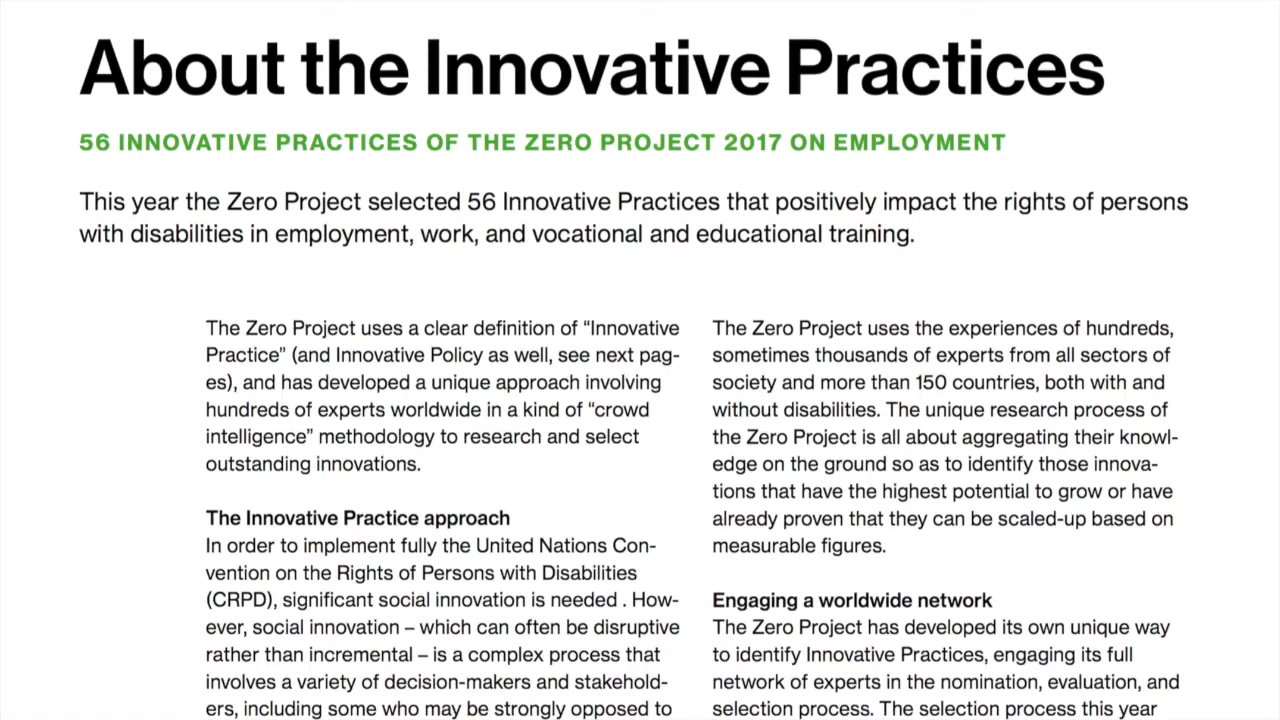 About the Innovative Practices
56 INNOVATIVE PRACTICES OF THE ZERO PROJECT 2017 ON EMPLOYMENT
This year the Zero Project selected 56 Innovative Practices that positively impact the rights of persons
with disabilities in employment, work, and vocational and educational training.
The Zero Project uses a clear definition of “Innovative
Practice” (and Innovative Policy as well, see next pag-
es), and has developed a unique approach involving
hundreds of experts worldwide in a kind of “crowd
intelligence” methodology to research and select
outstanding innovations.
The Innovative Practice approach
In order to implement fully the United Nations Con-
vention on the Rights of Persons with Disabilities
(CRPD), significant social innovation is needed . How-
ever, social innovation – which can often be disruptive
rather than incremental – is a complex process that
involves a variety of decision-makers and stakehold-
ers, including some who may be strongly opposed to
The Zero Project uses the experiences of hundreds,
sometimes thousands of experts from all sectors of
society and more than 150 countries, both with and
without disabilities. The unique research process of
the Zero Project is all about aggregating their knowl-
edge on the ground so as to identify those innova-
tions that have the highest potential to grow or have
already proven that they can be scaled-up based on
measurable figures.
Engaging a worldwide network
The Zero Project has developed its own unique way
to identify Innovative Practices, engaging its full
network of experts in the nomination, evaluation, and
selection process. The selection process this year